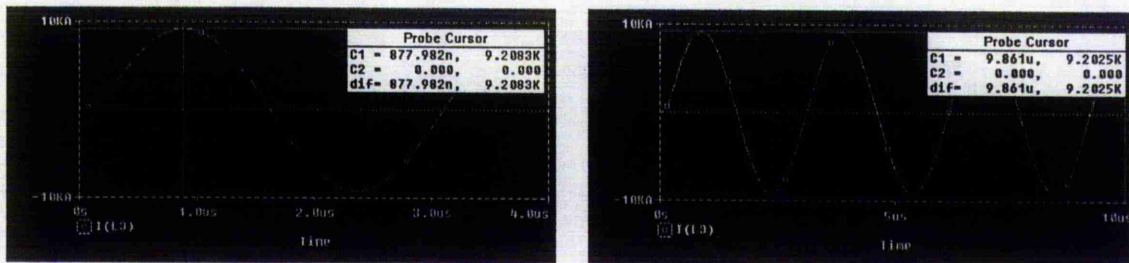 10KA
Probe Cursor
C1 = 877.982n, 9.2083K
C2 = 0.000, 0.000
dif= 877.982n, 9.2083K
-10KA
0s 1.0us 2.0us 3.0us 4.0us
I(L3)
Time
10KA
Probe Cursor
C1 = 9.861u, 9.2025K
C2 = 0.000, 0.000
dif= 9.861u, 9.2025K
-10KA
0s 5us 10us
I(L3)
Time